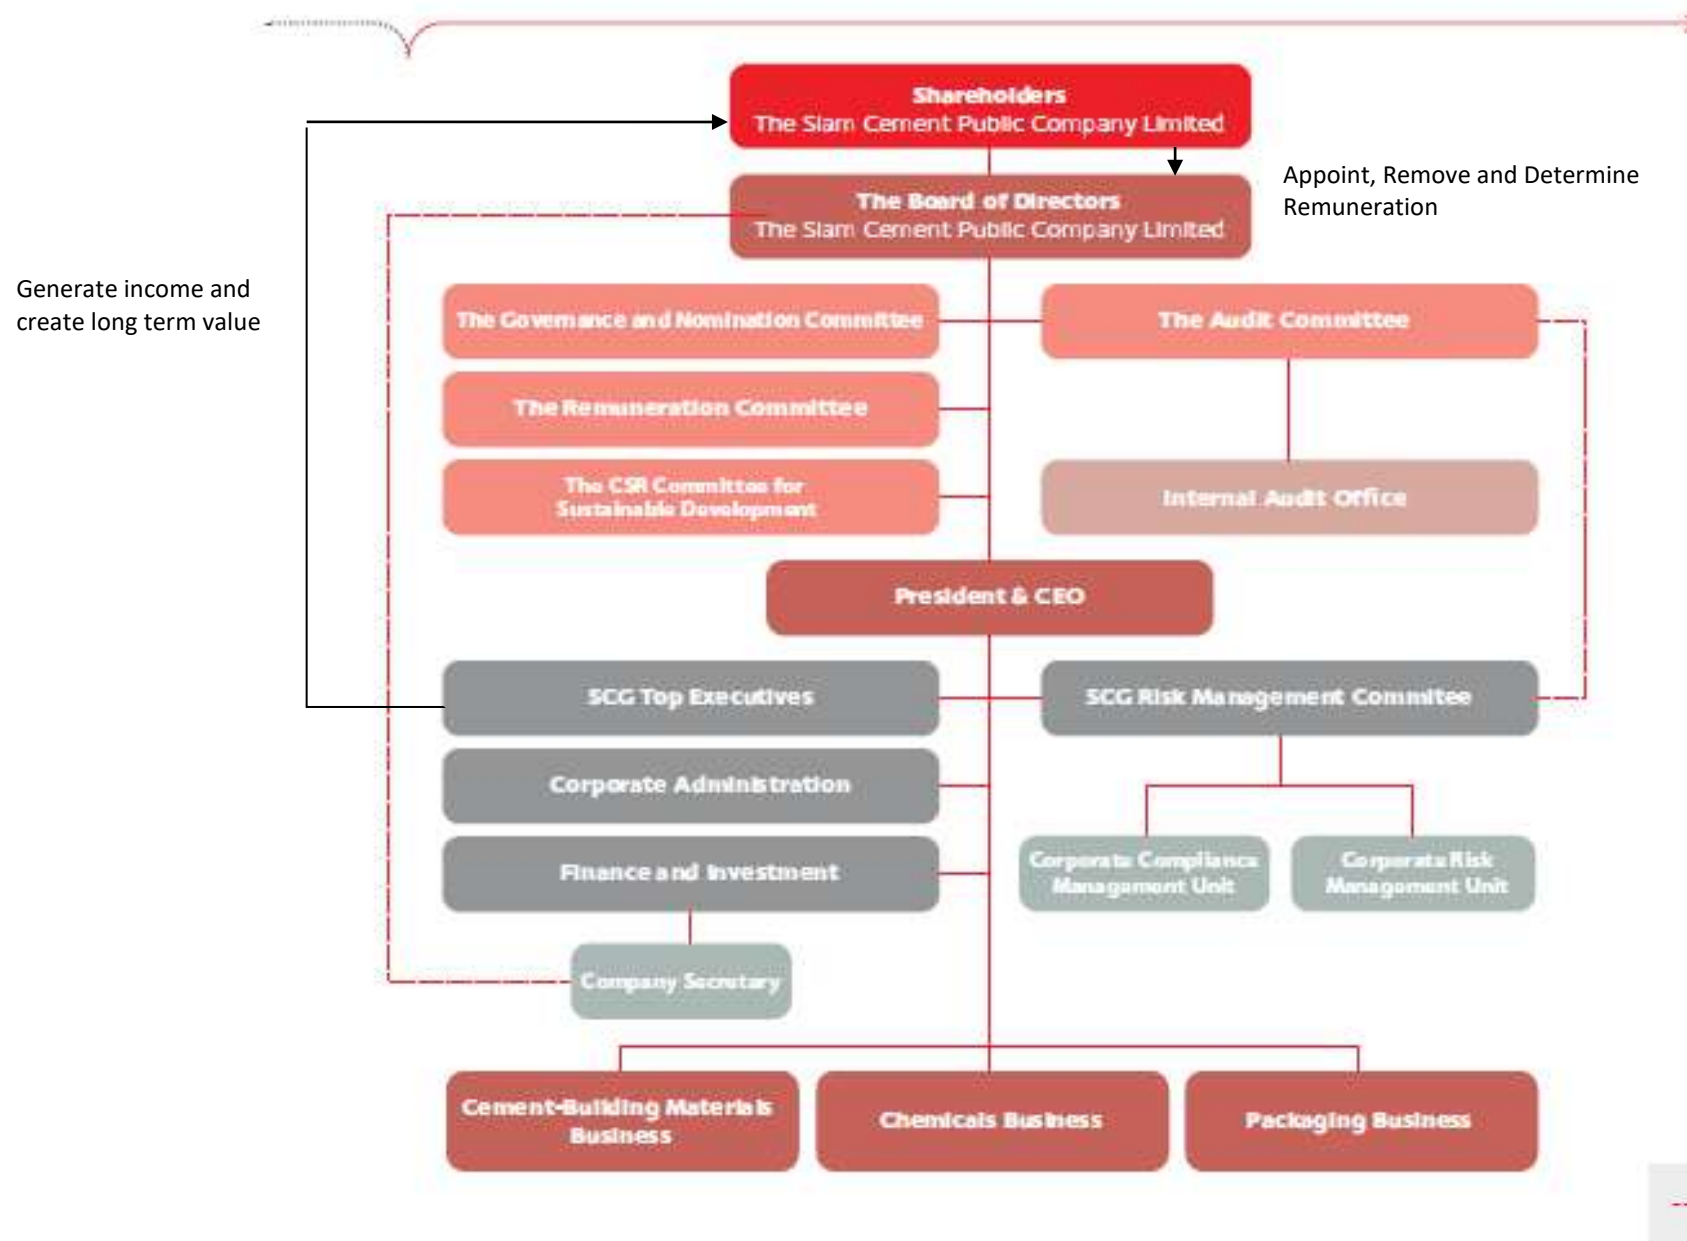 Shareholders
The Siam Cement Public Company Limited
Appoint, Remove and Determine
Remuneration
The Board of Directors
The Siam Cement Public Company Limited
Generate income and
create long term value
The Governance and Nomination Committee
The Audit Committee
The Remuneration Committee
The CSR Committee for
Sustainable Development
Internal Audit Office
President & CEO
SCG Top Executives
SCG Risk Management Commitee
Corporate Administration
Finance and Investment
Corporate Compliance
Management Unit
Corporate Risk
Management Unit
Company Secretary
Cement-Building Materials
Business
Chemicals Business
Packaging Business